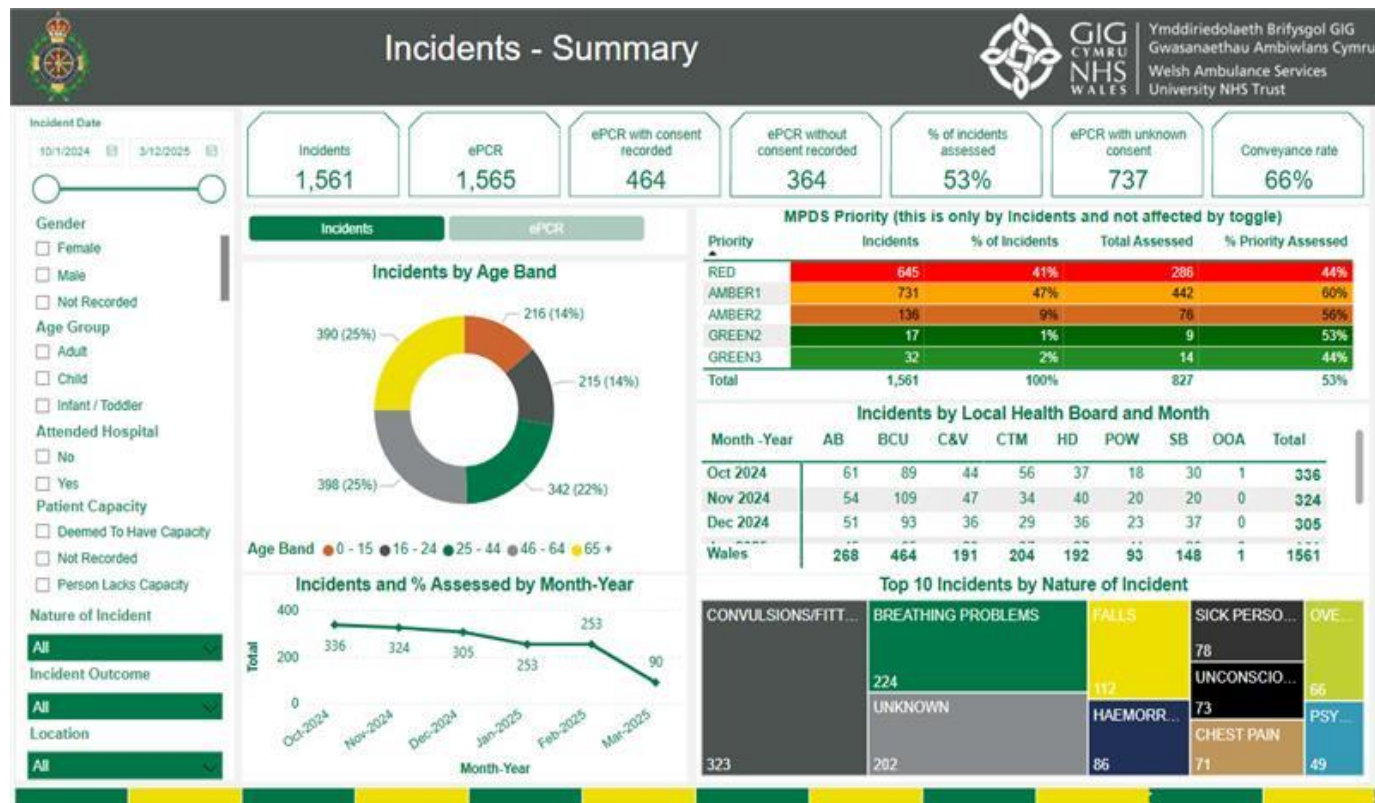 Incidents - Summary
GIG
CYMRU
NHS
WALES
Ymddiriedolaeth Brifysgol GIG
Gwasanaethau Ambiwlans Cymru
Welsh Ambulance Services
University NHS Trust
Incident Date
10/1/2024 3/12/2025
Gender
Female
Male
Not Recorded
Age Group
Adult
Child
Infant / Toddler
Attended Hospital
No
Yes
Patient Capacity
Deemed To Have Capacity
Not Recorded
Person Lacks Capacity
Nature of Incident
All
Incident Outcome
All
Location
All
Incidents
1,561
ePCR
1,565
ePCR with consent
recorded
464
ePCR without
consent recorded
364
% of incidents
assessed
53%
ePCR with unknown
consent
737
Conveyance rate
66%
Incidents ePCR
Incidents by Age Band
216 (14%)
215 (14%)
342 (22%)
398 (25%)
390 (25%)
Age Band 0 - 15 16 - 24 25 - 44 46 - 64 65 +
Incidents and % Assessed by Month-Year
Total
400
200
0
336 324 305 253 253 90
Oct-2024 Nov-2024 Dec-2024 Jan-2025 Feb-2025 Mar-2025
Month-Year
MPDS Priority (this is only by Incidents and not affected by toggle)
Priority Incidents % of Incidents Total Assessed % Priority Assessed
RED 645 41% 286 44%
AMBER1 731 47% 442 60%
AMBER2 136 9% 76 56%
GREEN2 17 1% 9 53%
GREEN3 32 2% 14 44%
Total 1,561 100% 827 53%
Incidents by Local Health Board and Month
Month -Year AB BCU C&V CTM HD POW SB OOA Total
Oct 2024 61 89 44 56 37 18 30 1 336
Nov 2024 54 109 47 34 40 20 20 0 324
Dec 2024 51 93 36 29 36 23 37 0 305
Wales 268 464 191 204 192 93 148 1 1561
Top 10 Incidents by Nature of Incident
CONVULSIONS/FITT...
323
BREATHING PROBLEMS
224
UNKNOWN
202
FALLS
112
HAEMORR...
86
SICK PERSO...
78
UNCONSCIO...
73
CHEST PAIN
71
OVE...
66
PSY...
49